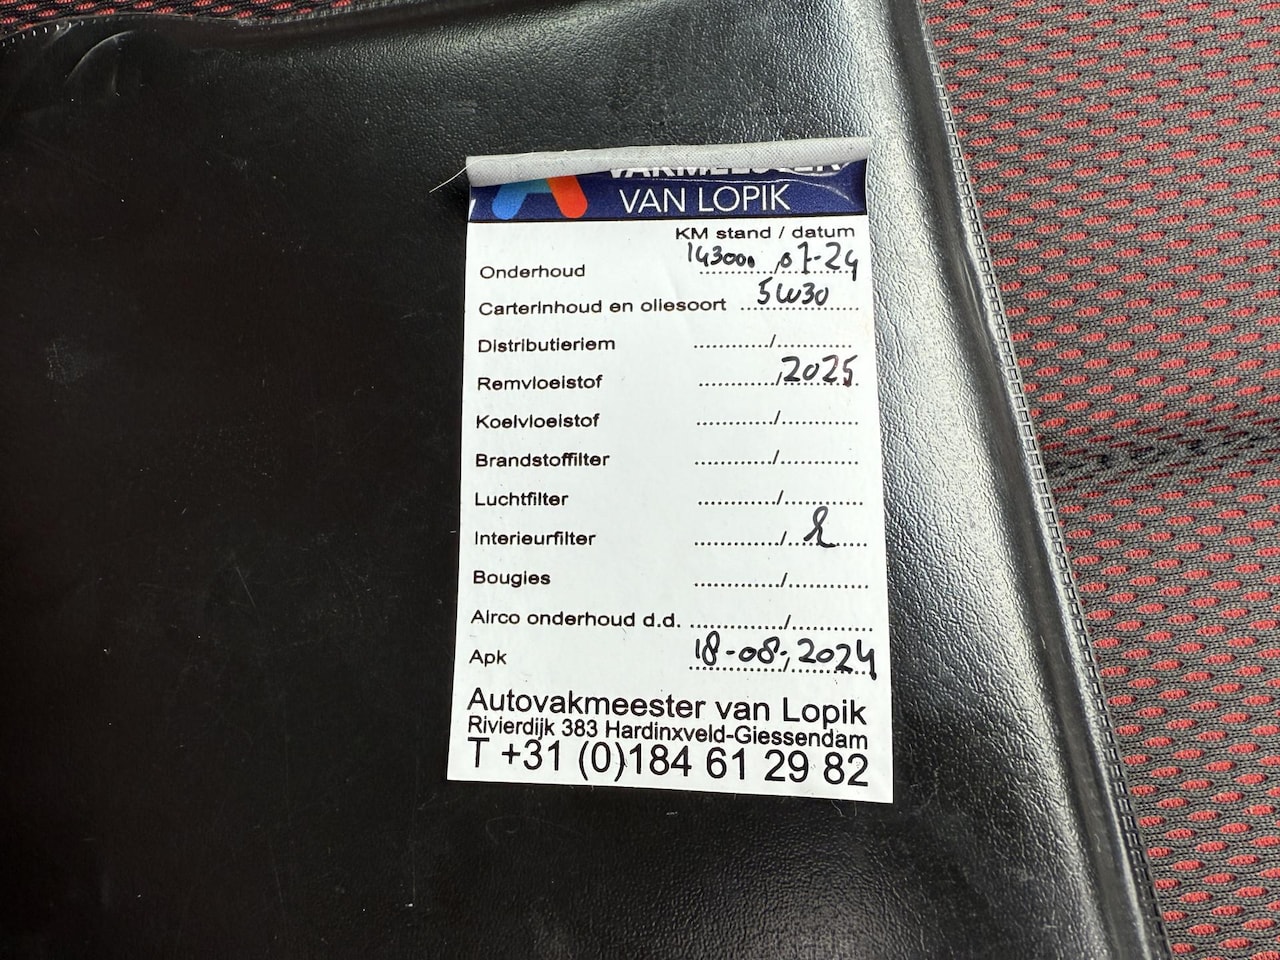 VAKMEESTER
VAN LOPIK
KM stand / datum
Onderhoud 143000 / 07-24
Carterinhoud en oliesoort 5W30
Distributieriem ........../..........
Remvloeistof ........../2025
Koelvloeistof ........../..........
Brandstoffilter ........../..........
Luchtfilter ........../..........
Interieurfilter ........../..........
Bougies ........../..........
Airco onderhoud d.d. ........../..........
Apk 18-08-/2024
Autovakmeester van Lopik
Rivierdijk 383 Hardinxveld-Giessendam
T +31 (0)184 61 29 82